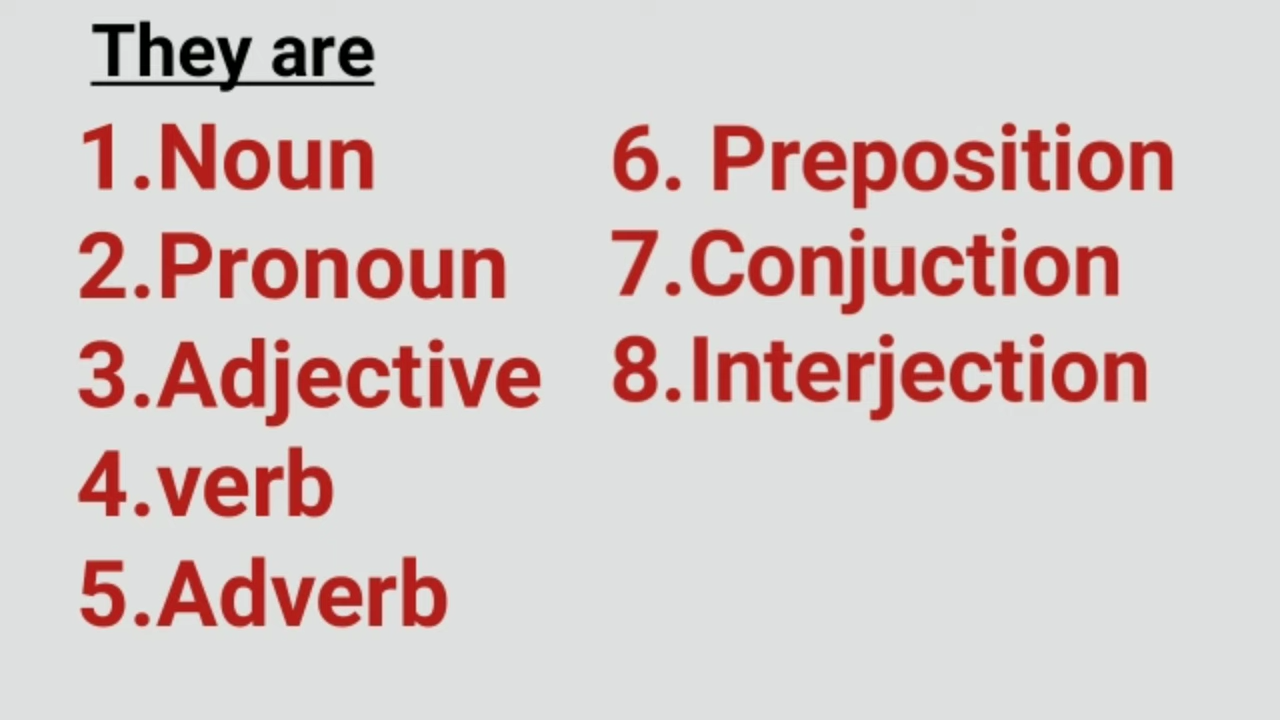 They are
1.Noun
2.Pronoun
3.Adjective
4.verb
5.Adverb
6. Preposition
7.Conjuction
8.Interjection